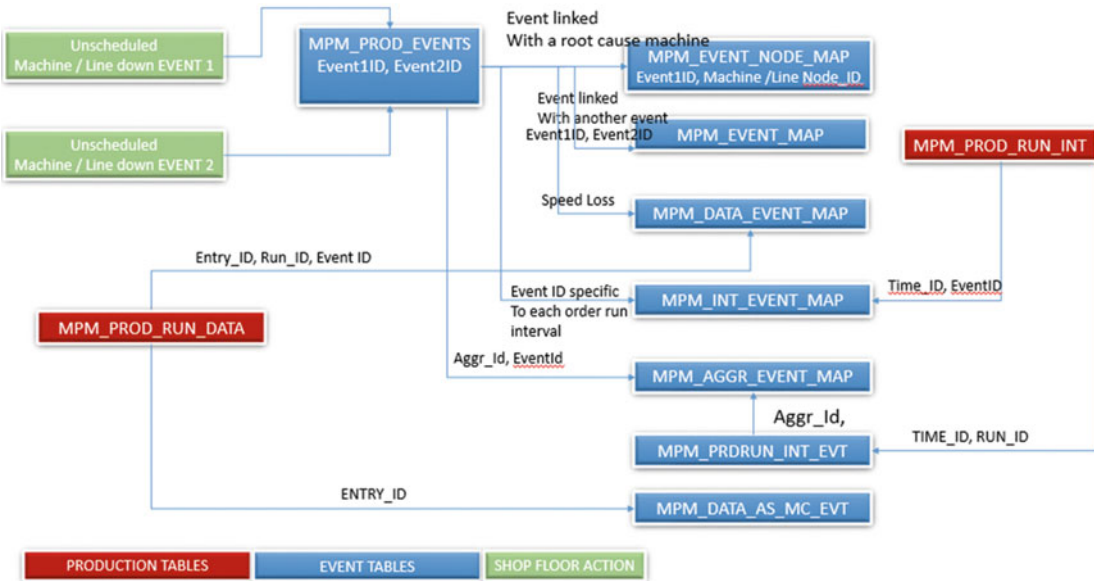 Unscheduled
Machine / Line down EVENT 1
MPM_PROD_EVENTS
Event1ID, Event2ID
Event linked
With a root cause machine
MPM_EVENT_NODE_MAP
Event1ID, Machine /Line Node_ID
Unscheduled
Machine / Line down EVENT 2
Event linked
With another event
Event1ID, Event2ID
MPM_EVENT_MAP
MPM_PROD_RUN_INT
Speed Loss
MPM_DATA_EVENT_MAP
Entry_ID, Run_ID, Event ID
Event ID specific
To each order run
interval
MPM_INT_EVENT_MAP
Time_ID, EventID
MPM_PROD_RUN_DATA
Aggr_Id, EventId
MPM_AGGR_EVENT_MAP
Aggr_Id,
MPM_PRDRUN_INT_EVT
TIME_ID, RUN_ID
ENTRY_ID
MPM_DATA_AS_MC_EVT
PRODUCTION TABLES
EVENT TABLES
SHOP FLOOR ACTION